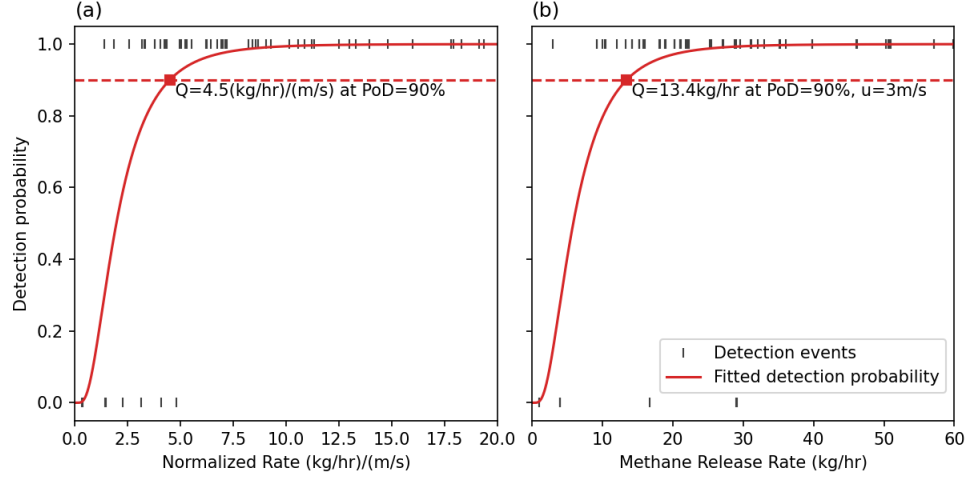 (a)
(b)
Detection probability
1.0
0.8
0.6
0.4
0.2
0.0
Q=4.5(kg/hr)/(m/s) at PoD=90%
Q=13.4kg/hr at PoD=90%, u=3m/s
Detection events
Fitted detection probability
0.0 2.5 5.0 7.5 10.0 12.5 15.0 17.5 20.0
0 10 20 30 40 50 60
Normalized Rate (kg/hr)/(m/s)
Methane Release Rate (kg/hr)